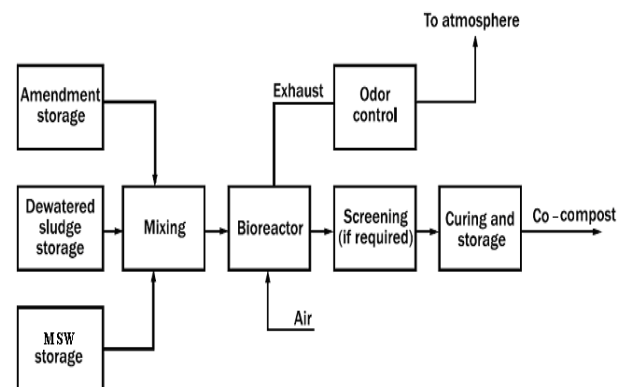 To atmosphere
Amendment
storage
Exhaust
Odor
control
Dewatered
sludge
storage
Mixing
Bioreactor
Screening
(if required)
Curing and
storage
Co – compost
Air
MSW
storage